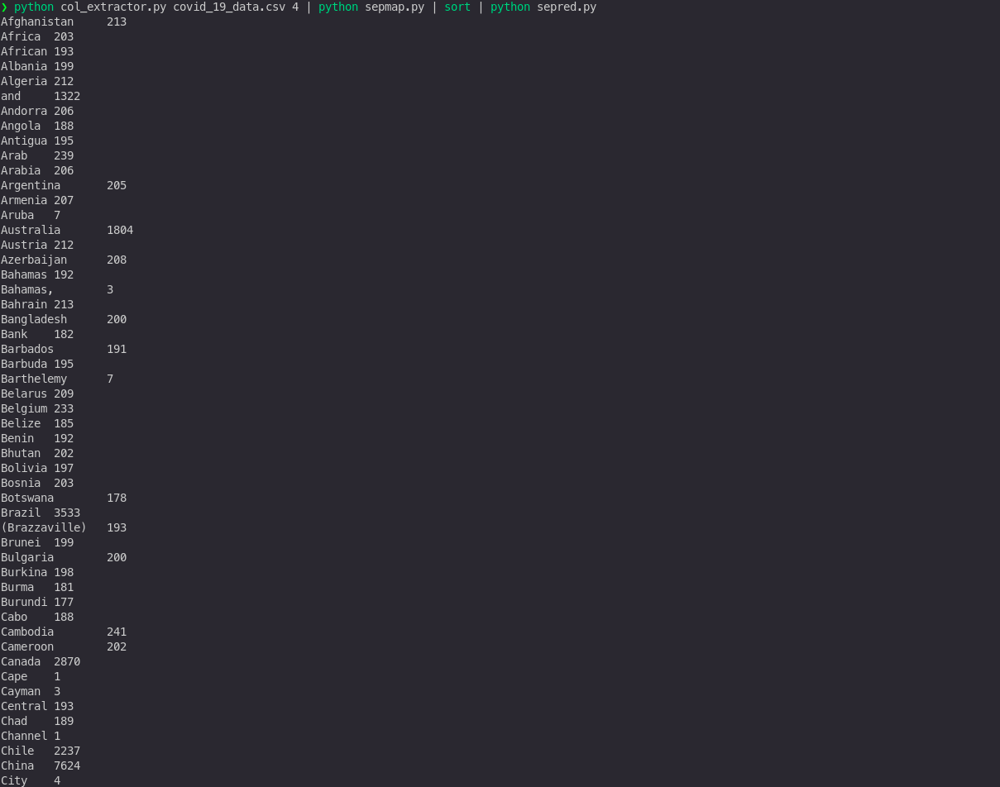 ❯ python col_extractor.py covid_19_data.csv 4 | python sepmap.py | sort | python sepred.py
Afghanistan	213
Africa	203
African	193
Albania	199
Algeria	212
and	1322
Andorra	206
Angola	188
Antigua	195
Arab	239
Arabia	206
Argentina	205
Armenia	207
Aruba	7
Australia	1804
Austria	212
Azerbaijan	208
Bahamas	192
Bahamas,	3
Bahrain	213
Bangladesh	200
Bank	182
Barbados	191
Barbuda	195
Barthelemy	7
Belarus	209
Belgium	233
Belize	185
Benin	192
Bhutan	202
Bolivia	197
Bosnia	203
Botswana	178
Brazil	3533
(Brazzaville)	193
Brunei	199
Bulgaria	200
Burkina	198
Burma	181
Burundi	177
Cabo	188
Cambodia	241
Cameroon	202
Canada	2870
Cape	1
Cayman	3
Central	193
Chad	189
Channel	1
Chile	2237
China	7624
City	4